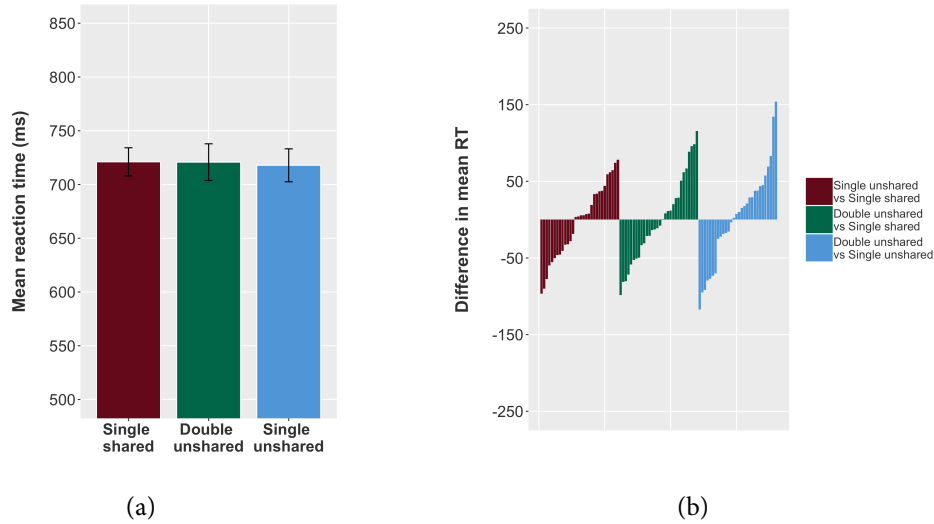 850
800
750
700
650
600
550
500
Mean reaction time (ms)
Single
shared
Double
unshared
Single
unshared
(a)
250
150
50
-50
-150
-250
Difference in mean RT
Single unshared
vs Single shared
Double unshared
vs Single shared
Double unshared
vs Single unshared
(b)